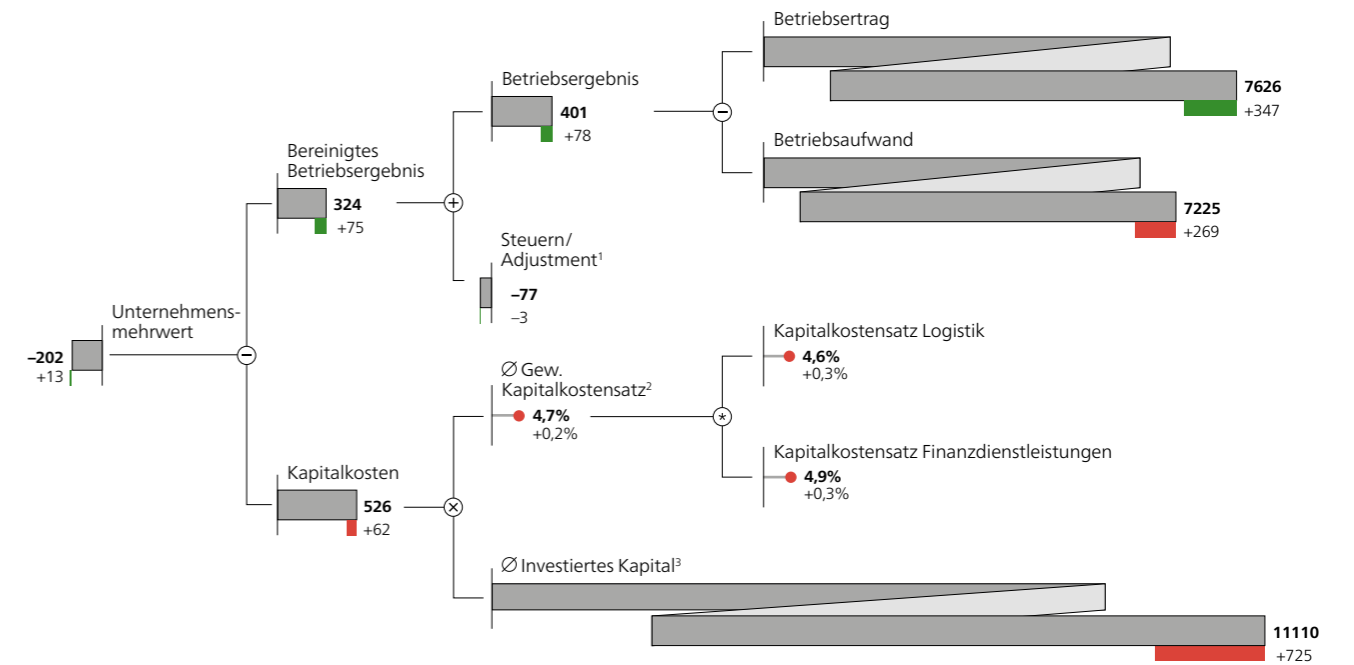 Betriebsertrag
7626
+347
Betriebsergebnis
401
+78
–
Betriebsaufwand
7225
+269
Bereinigtes
Betriebsergebnis
324
+75
+
Steuern/
Adjustment¹
–77
–3
Unternehmens-
mehrwert
–202
+13
–
Kapitalkostensatz Logistik
4,6%
+0,3%
∅ Gew.
Kapitalkostensatz²
4,7%
+0,2%
*
Kapitalkostensatz Finanzdienstleistungen
4,9%
+0,3%
Kapitalkosten
526
+62
×
∅ Investiertes Kapital³
11110
+725